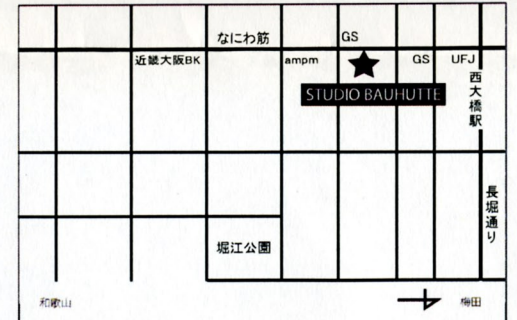 なにわ筋
GS
近畿大阪BK
ampm
GS
UFJ
STUDIO BAUHUTTE
西大橋駅
長堀通り
堀江公園
和歌山
梅田